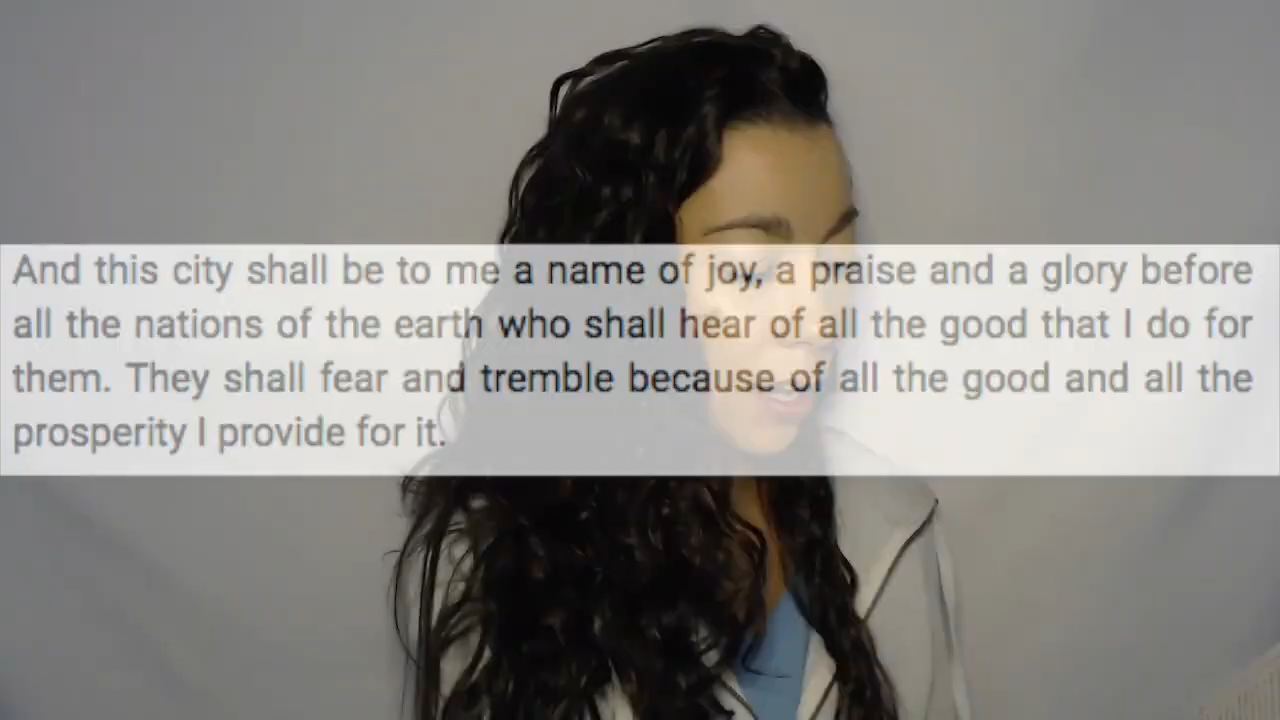 And this city shall be to me a name of joy, a praise and a glory before
all the nations of the earth who shall hear of all the good that I do for
them. They shall fear and tremble because of all the good and all the
prosperity I provide for it.